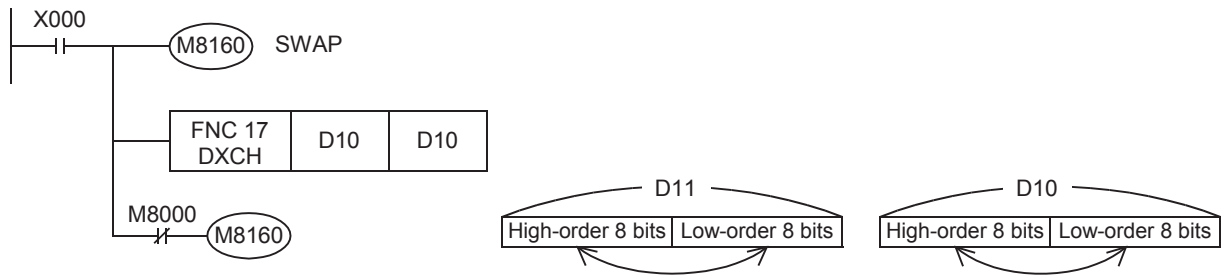 X000
M8160 SWAP
FNC 17
DXCH D10 D10
M8000
M8160
D11 D10
High-order 8 bits Low-order 8 bits High-order 8 bits Low-order 8 bits